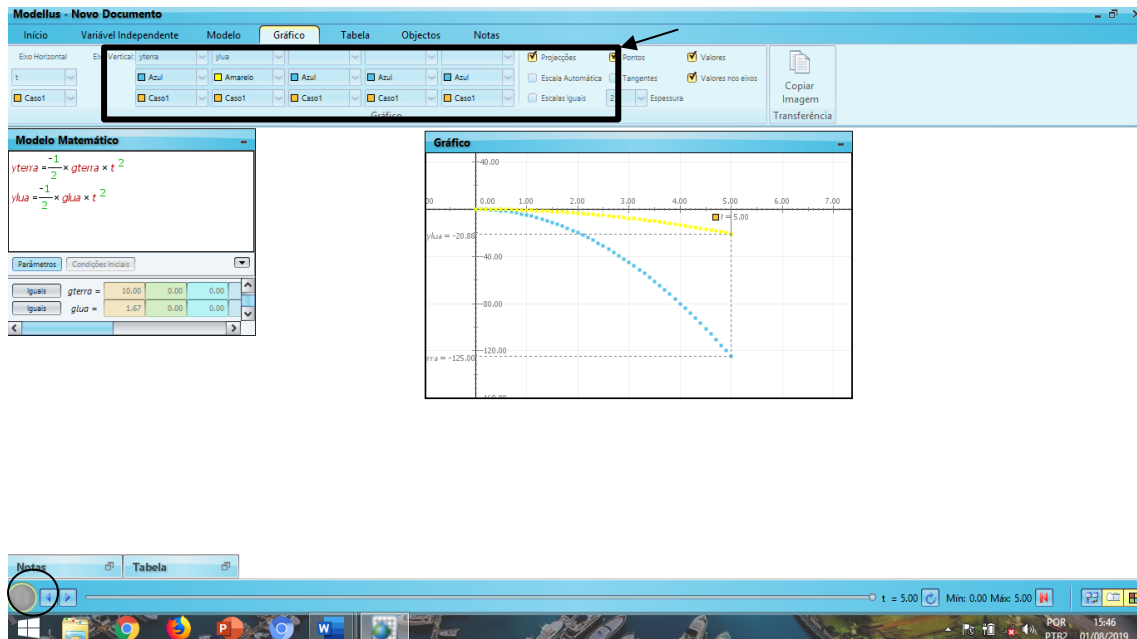 Modellus - Novo Documento
Início Variável Independente Modelo Gráfico Tabela Objectos Notas
Eixo Horizontal Vertical: yterra ylua Projecções Pontos Valores
t Azul Amarelo Azul Azul Azul Escala Automática Tangentes Valores nos eixos
Caso1 Caso1 Caso1 Caso1 Caso1 Caso1 Escalas Iguais 2 Espessura
Copiar
Imagem
Gráfico Transferência
Modelo Matemático
yterra = -1/2 × gterra × t 2
ylua = -1/2 × glua × t 2
Parâmetros Condições iniciais
Iguais gterra = 10.00 0.00 0.00
Iguais glua = 1.67 0.00 0.00
Gráfico
40.00
00 0.00 1.00 2.00 3.00 4.00 5.00 6.00 7.00
t = 5.00
ylua = -20.88
-40.00
-80.00
-120.00
rra = -125.00
-160.00
Notas Tabela
t = 5.00 Mín: 0.00 Máx: 5.00
POR 15:46
PTB2 01/08/2019